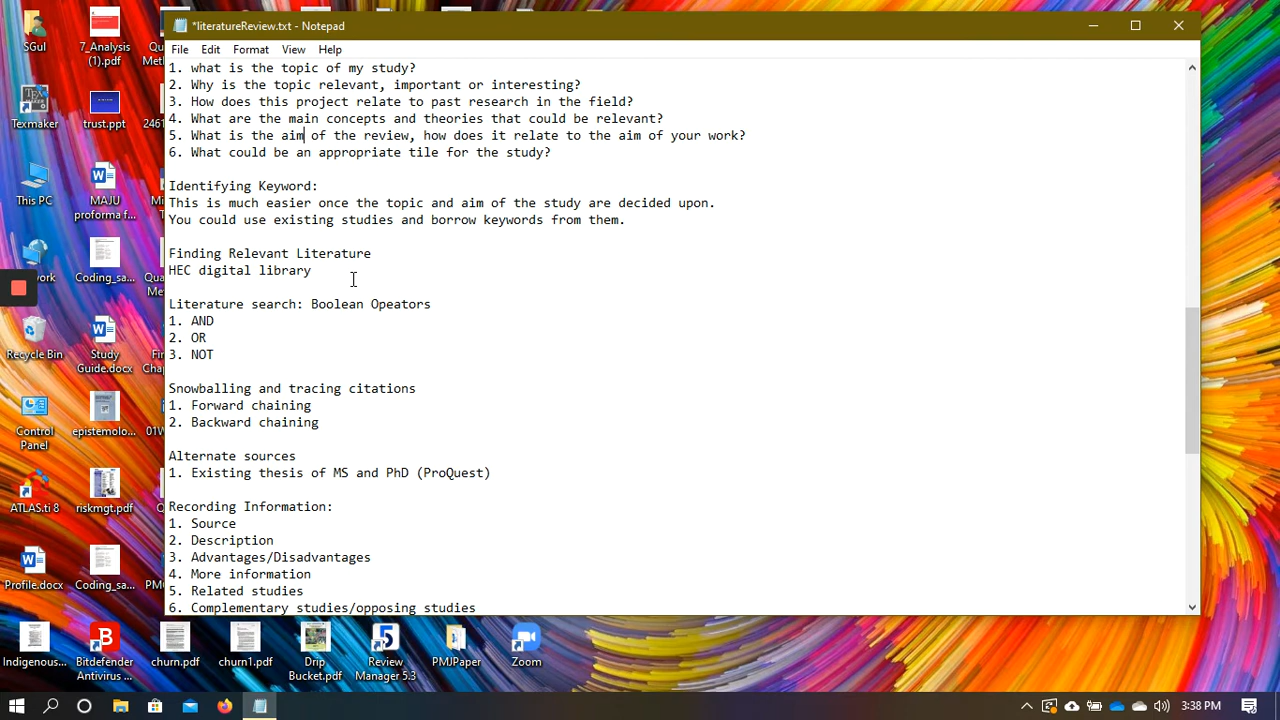 *literatureReview.txt - Notepad
File Edit Format View Help
1. what is the topic of my study?
2. Why is the topic relevant, important or interesting?
3. How does this project relate to past research in the field?
4. What are the main concepts and theories that could be relevant?
5. What is the aim of the review, how does it relate to the aim of your work?
6. What could be an appropriate tile for the study?
Identifying Keyword:
This is much easier once the topic and aim of the study are decided upon.
You could use existing studies and borrow keywords from them.
Finding Relevant Literature
HEC digital library
Literature search: Boolean Opeators
1. AND
2. OR
3. NOT
Snowballing and tracing citations
1. Forward chaining
2. Backward chaining
Alternate sources
1. Existing thesis of MS and PhD (ProQuest)
Recording Information:
1. Source
2. Description
3. Advantages/Disadvantages
4. More information
5. Related studies
6. Complementary studies/opposing studies
SGul
7_Analysis
(1).pdf
Texmaker
trust.ppt
This PC
MAJU
proforma f...
Coding_sa...
Recycle Bin
Study
Guide.docx
Control
Panel
epistemolo...
ATLAS.ti 8
riskmgt.pdf
Profile.docx
Coding_sa...
Indigenous...
Bitdefender
Antivirus ...
churn.pdf
churn1.pdf
Drip
Bucket.pdf
Review
Manager 5.3
PMJPaper
Zoom
3:38 PM